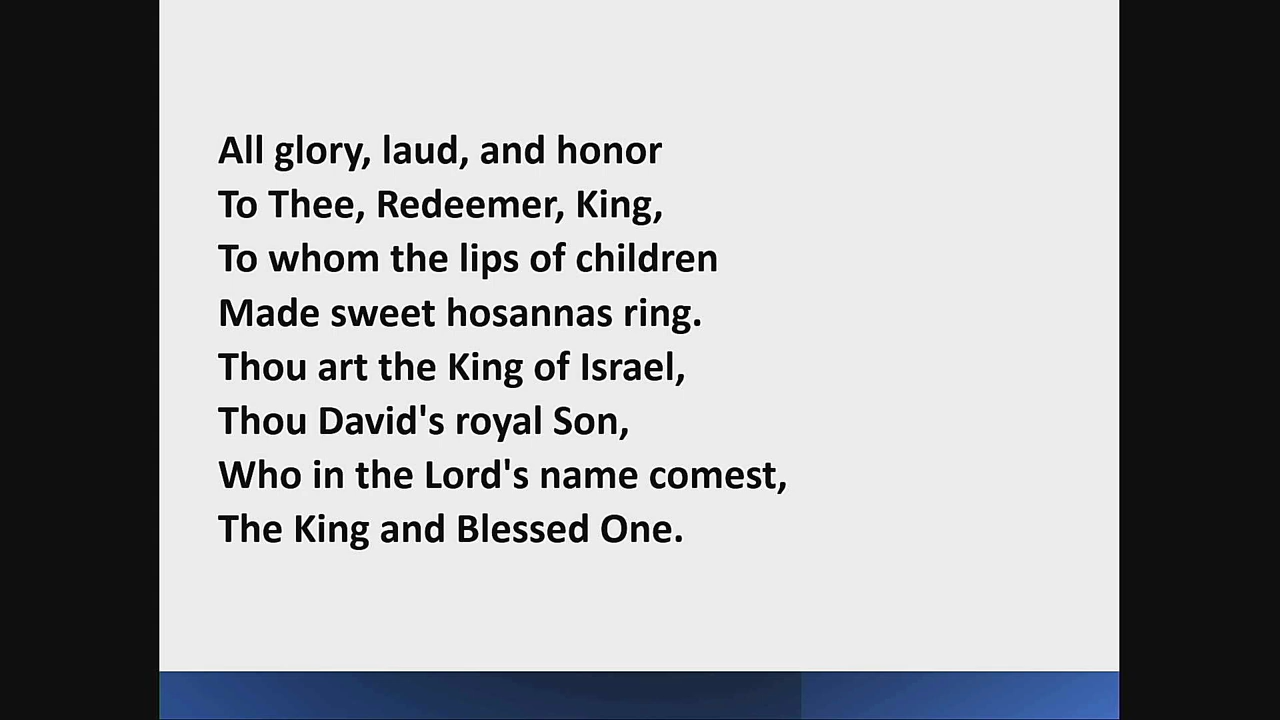 All glory, laud, and honor
To Thee, Redeemer, King,
To whom the lips of children
Made sweet hosannas ring.
Thou art the King of Israel,
Thou David's royal Son,
Who in the Lord's name comest,
The King and Blessed One.